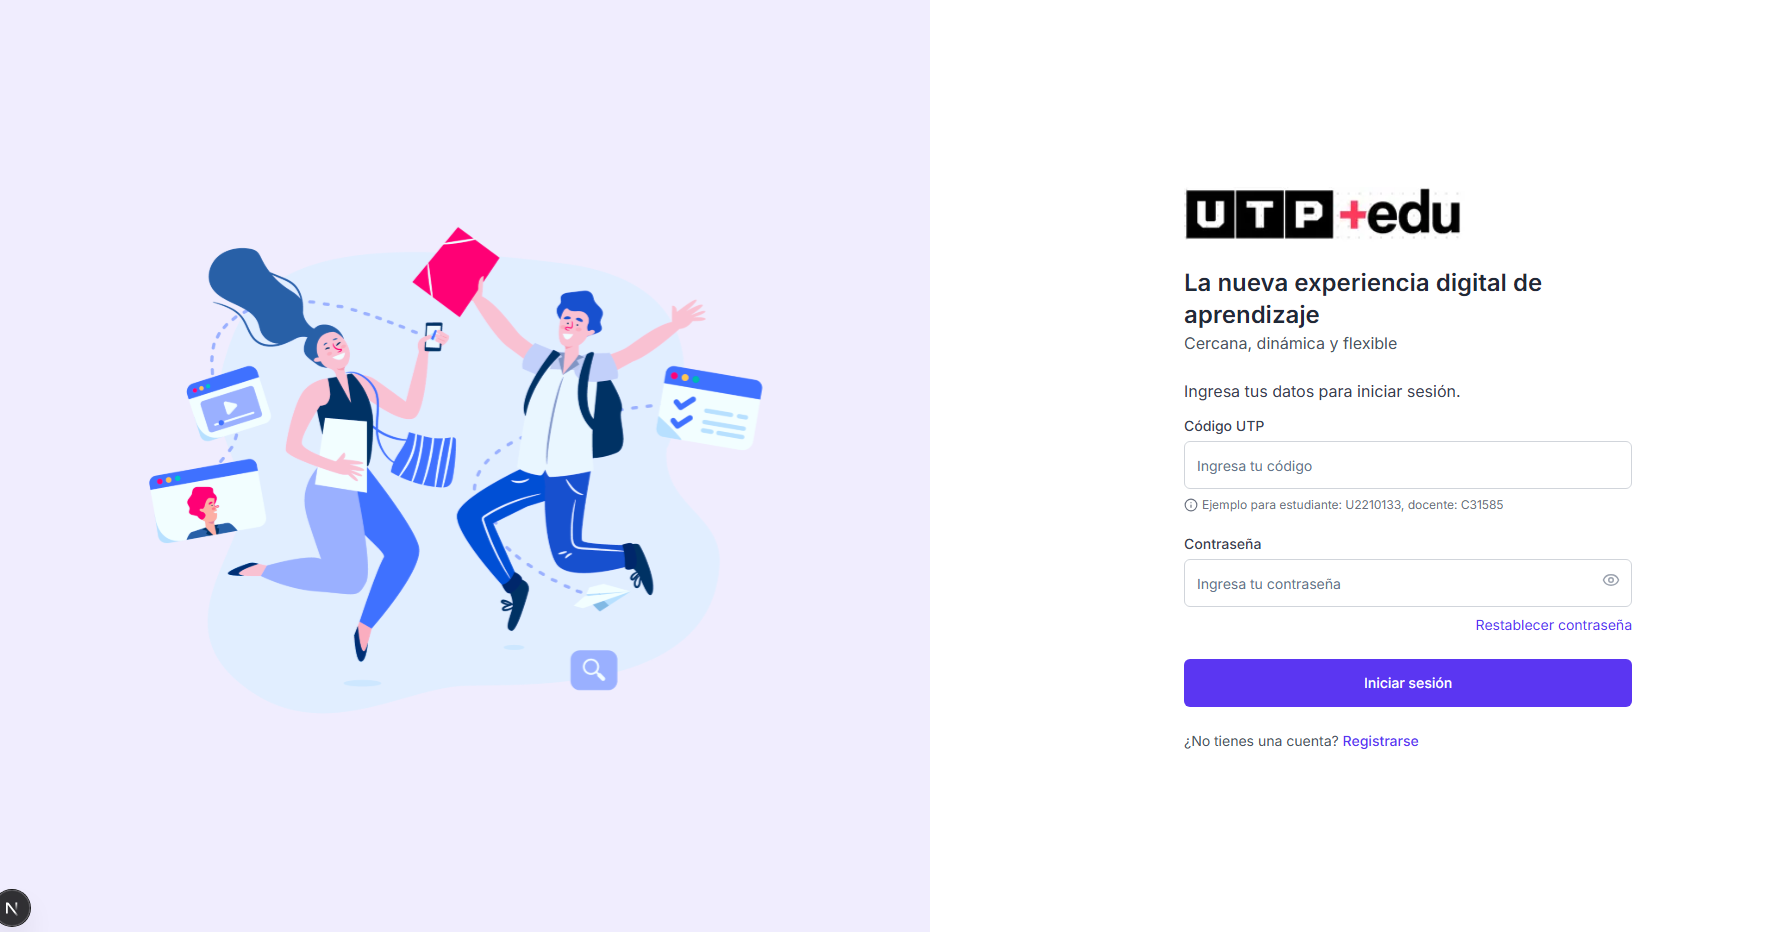 UTP+edu
La nueva experiencia digital de
aprendizaje
Cercana, dinámica y flexible
Ingresa tus datos para iniciar sesión.
Código UTP
Ingresa tu código
Ejemplo para estudiante: U2210133, docente: C31585
Contraseña
Ingresa tu contraseña
Restablecer contraseña
Iniciar sesión
¿No tienes una cuenta? Registrarse
N